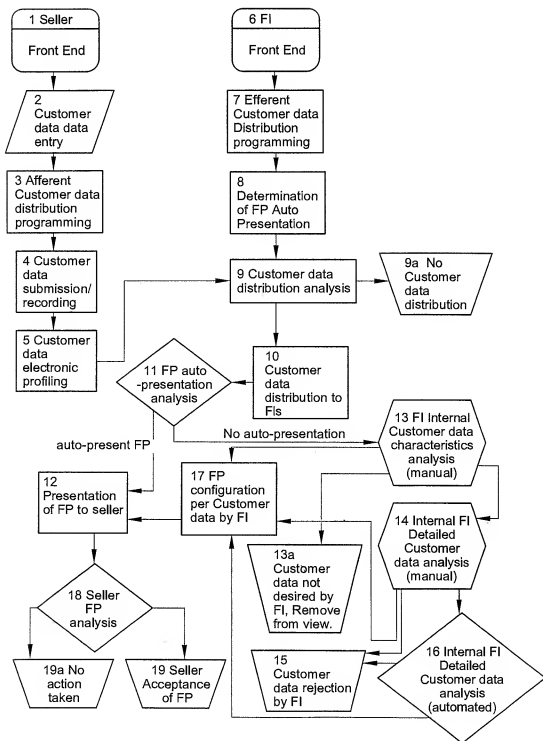 1 Seller
Front End
2
Customer
data data
entry
3 Afferent
Customer data
distribution
programming
4 Customer
data
submission/
recording
5 Customer
data
electronic
profiling
6 FI
Front End
7 Efferent
Customer data
Distribution
programming
8
Determination
of FP Auto
Presentation
9 Customer data
distribution analysis
9a No
Customer
data
distribution
10
Customer
data
distribution to
FIs
11 FP auto
-presentation
analysis
auto-present FP
No auto-presentation
12
Presentation
of FP to seller
13 FI Internal
Customer data
characteristics
analysis
(manual)
17 FP
configuration
per Customer
data by FI
13a
Customer
data not
desired by
FI, Remove
from view.
14 Internal FI
Detailed
Customer
data analysis
(manual)
18 Seller
FP
analysis
15
Customer
data rejection
by FI
16 Internal FI
Detailed
Customer data
analysis
(automated)
19a No
action
taken
19 Seller
Acceptance
of FP